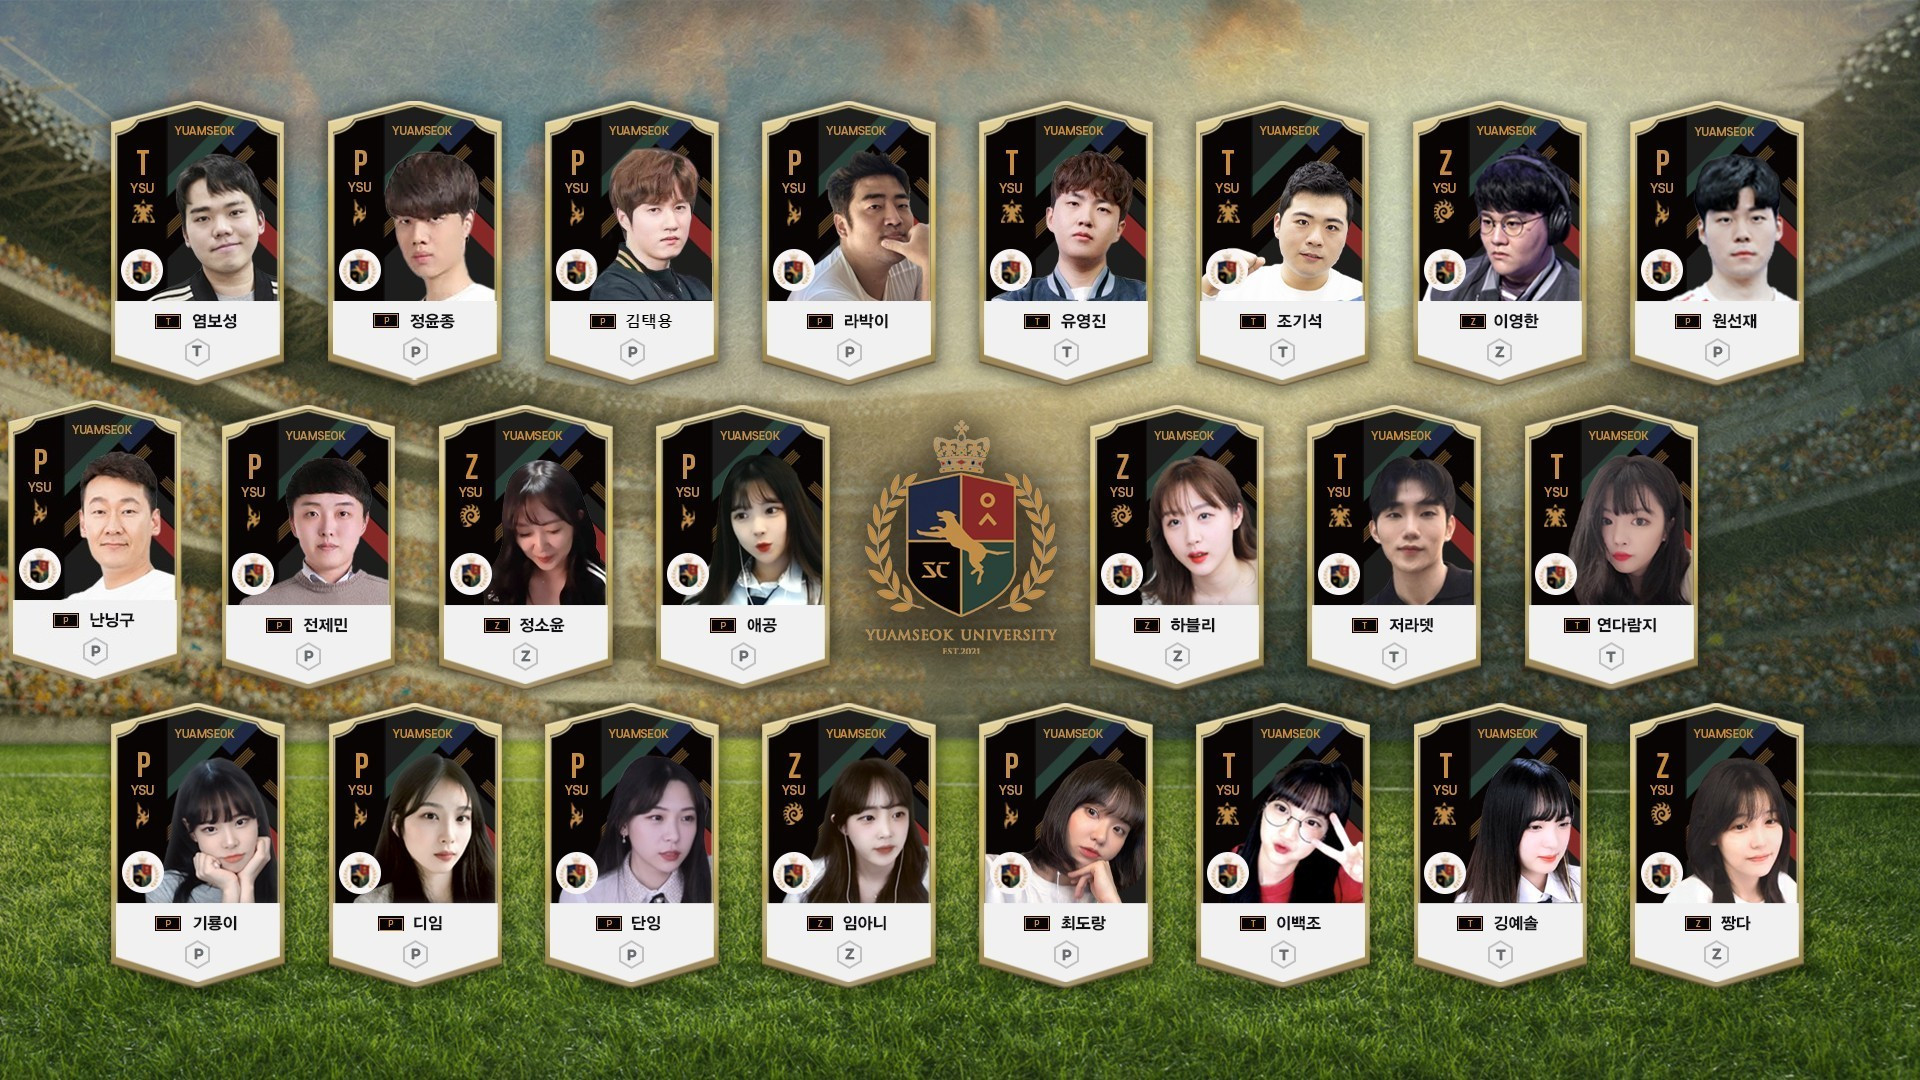 YUAMSEOK
T
YSU
T 염보성
T
YUAMSEOK
P
YSU
P 정윤종
P
YUAMSEOK
P
YSU
P 김택용
P
YUAMSEOK
P
YSU
P 라박이
P
YUAMSEOK
T
YSU
T 유영진
T
YUAMSEOK
T
YSU
T 조기석
T
YUAMSEOK
Z
YSU
Z 이영한
Z
YUAMSEOK
P
YSU
P 원선재
P
YUAMSEOK
P
YSU
P 난닝구
P
YUAMSEOK
P
YSU
P 전제민
P
YUAMSEOK
Z
YSU
Z 정소윤
Z
YUAMSEOK
P
YSU
P 애공
P
SC
YUAMSEOK UNIVERSITY
EST.2021
YUAMSEOK
Z
YSU
Z 하블리
Z
YUAMSEOK
T
YSU
T 저라뎃
T
YUAMSEOK
T
YSU
T 연다람지
T
YUAMSEOK
P
YSU
P 기룡이
P
YUAMSEOK
P
YSU
P 디임
P
YUAMSEOK
P
YSU
P 단잉
P
YUAMSEOK
Z
YSU
Z 임아니
Z
YUAMSEOK
P
YSU
P 최도랑
P
YUAMSEOK
T
YSU
T 이백조
T
YUAMSEOK
T
YSU
T 깅예솔
T
YUAMSEOK
Z
YSU
Z 짱다
Z